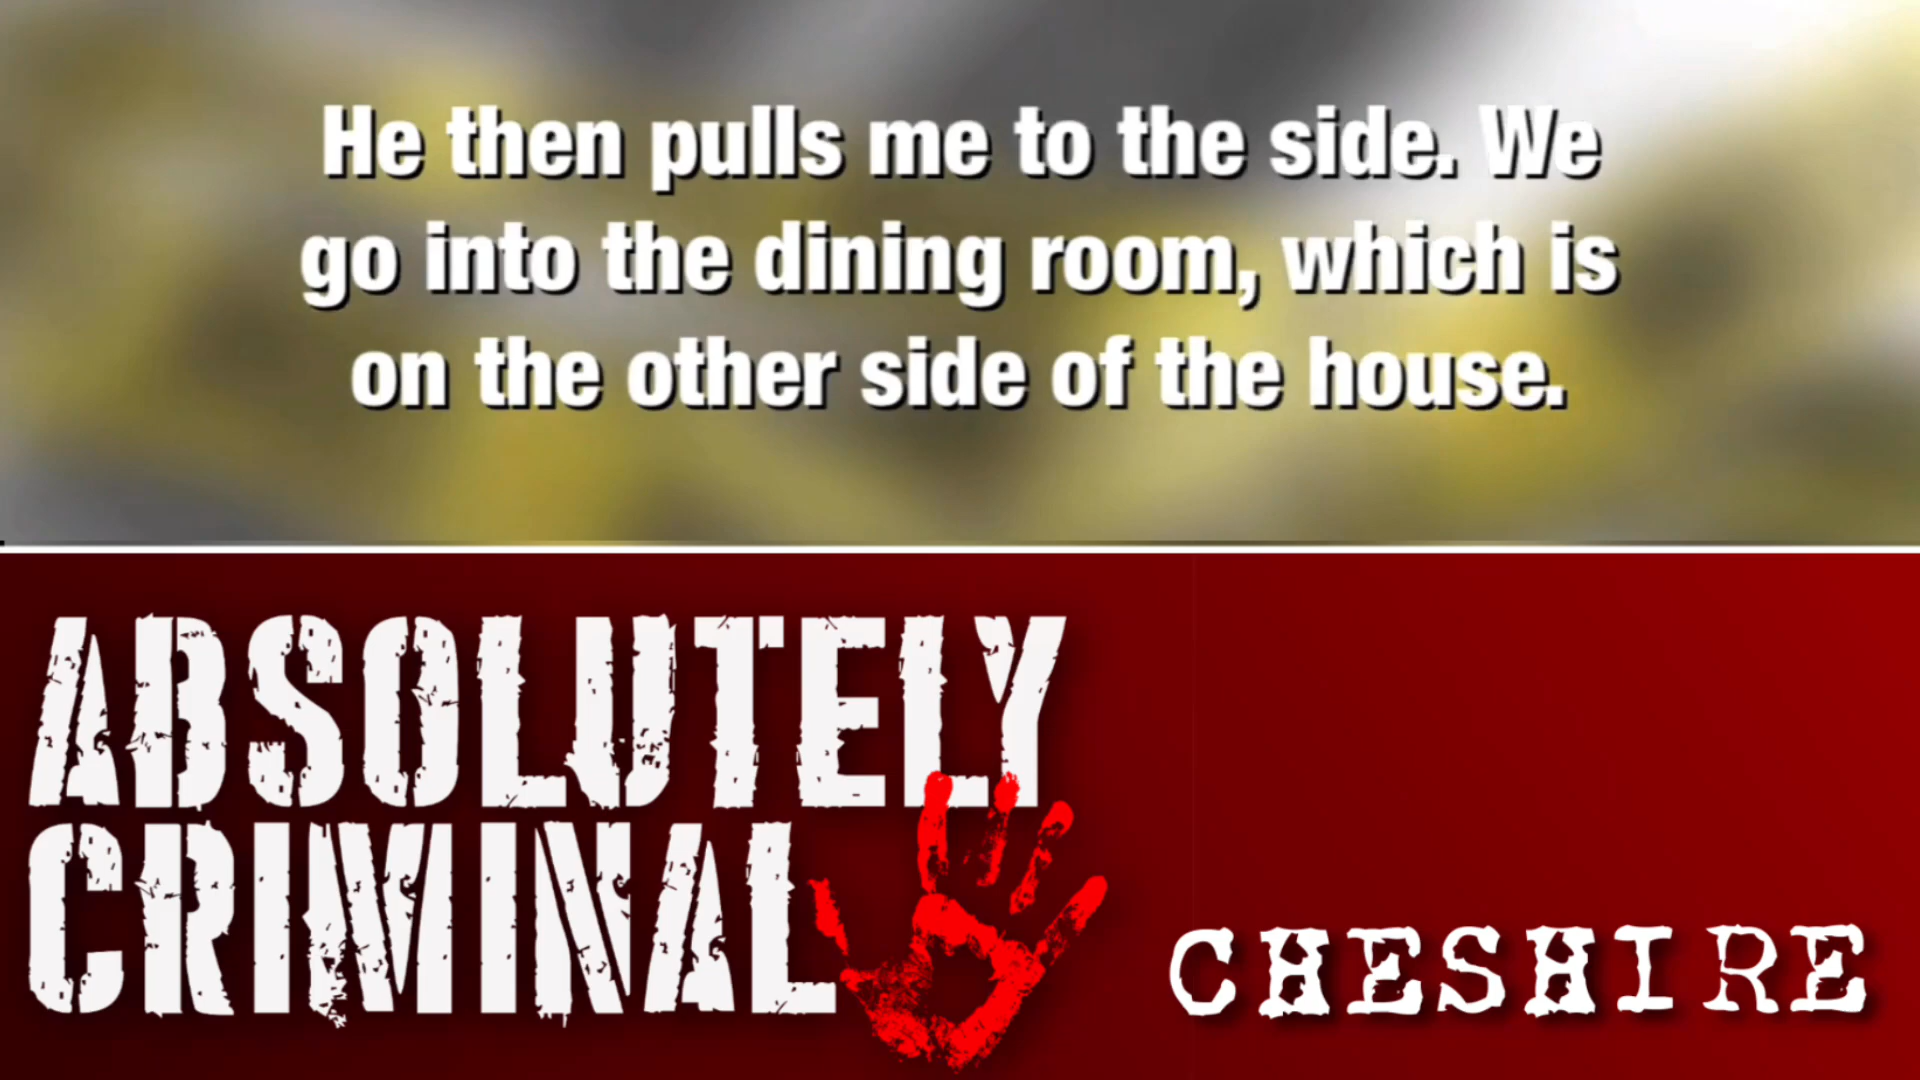 He then pulls me to the side. We
go into the dining room, which is
on the other side of the house.
ABSOLUTELY
CRIMINAL
CHESHIRE